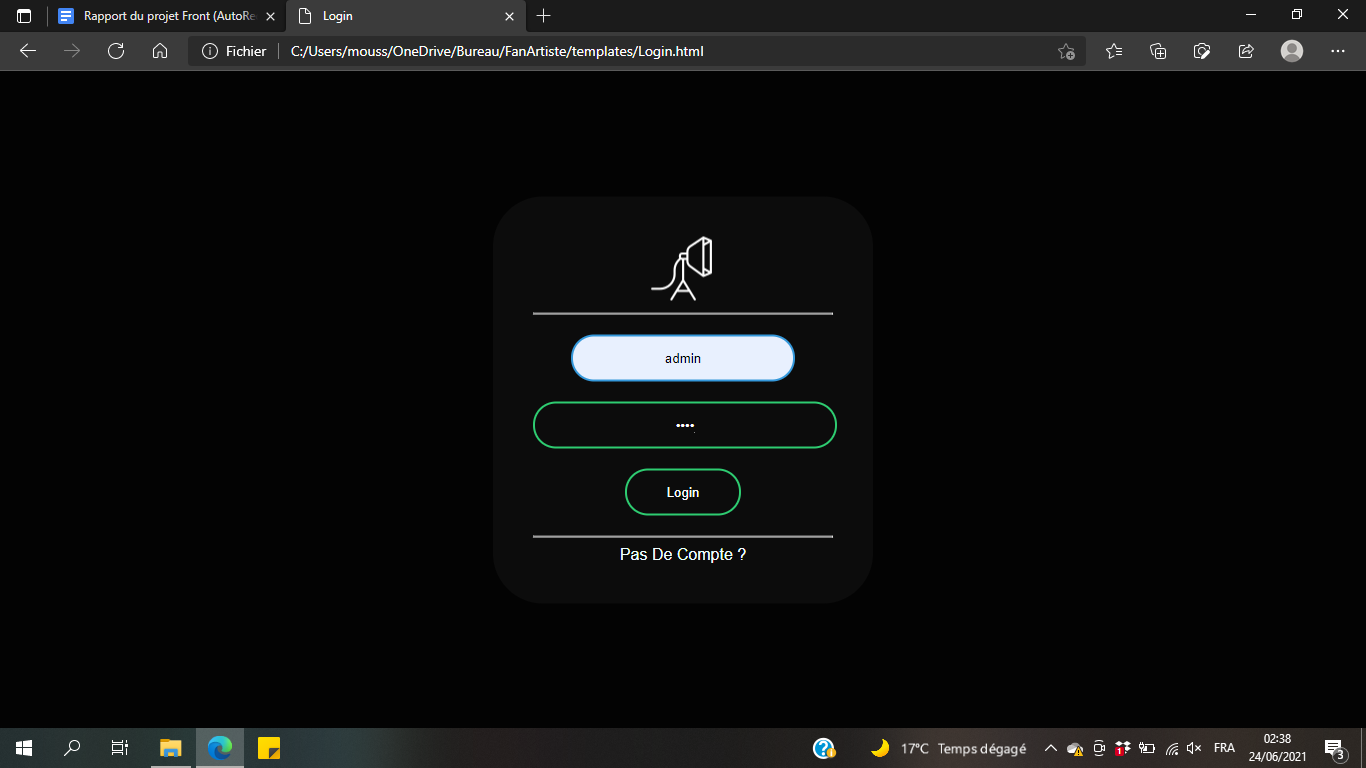 Rapport du projet Front (AutoRe
Login
Fichier
C:/Users/mouss/OneDrive/Bureau/FanArtiste/templates/Login.html
admin
••••
Login
Pas De Compte ?
17°C Temps dégagé
1
FRA
02:38
24/06/2021
3